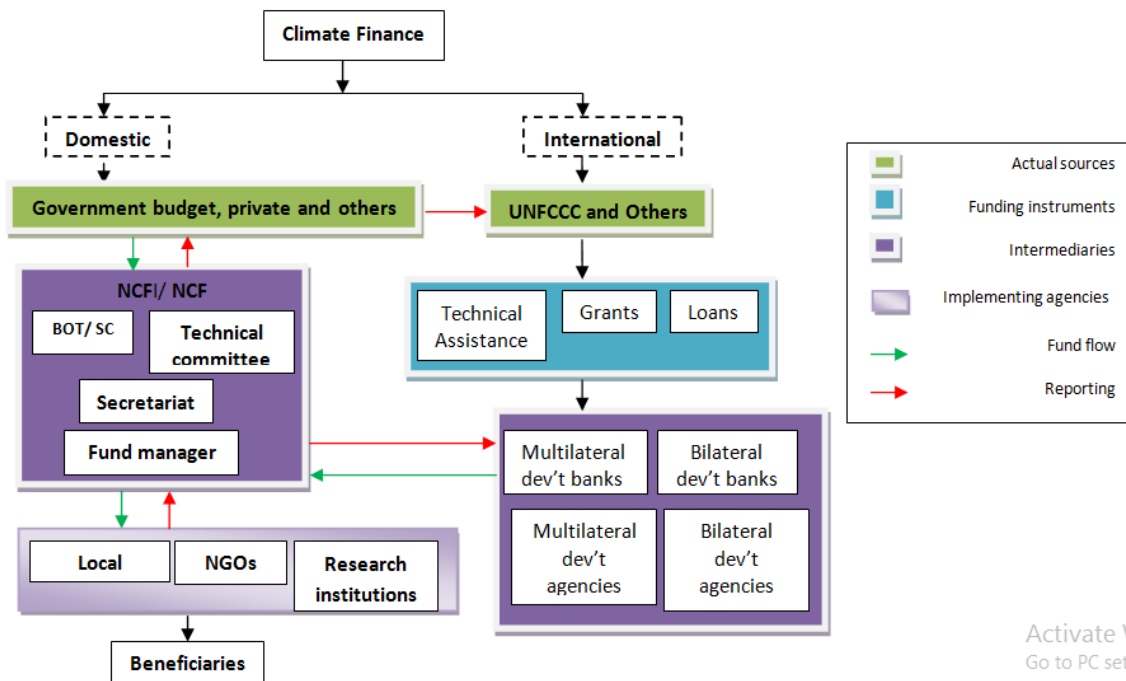 Climate Finance
Domestic
International
Government budget, private and others
UNFCCC and Others
Actual sources
Funding instruments
Intermediaries
Implementing agencies
Fund flow
Reporting
NCFI/ NCF
BOT/ SC
Technical
committee
Secretariat
Fund manager
Technical
Assistance
Grants
Loans
Multilateral
dev't banks
Bilateral
dev't banks
Multilateral
dev't
agencies
Bilateral
dev't
agencies
Local
NGOs
Research
institutions
Beneficiaries
Activate
Go to PC set